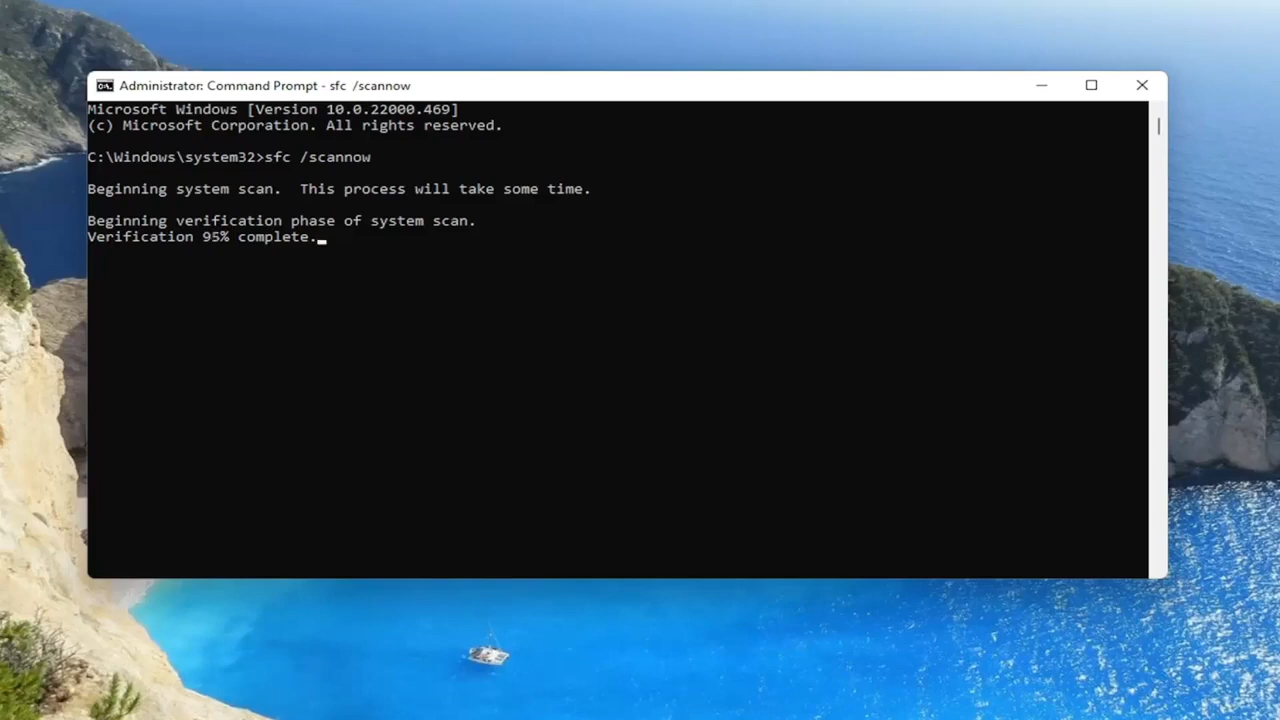 Administrator: Command Prompt - sfc  /scannow
Microsoft Windows [Version 10.0.22000.469]
(c) Microsoft Corporation. All rights reserved.
C:\Windows\system32>sfc /scannow
Beginning system scan.  This process will take some time.
Beginning verification phase of system scan.
Verification 95% complete.